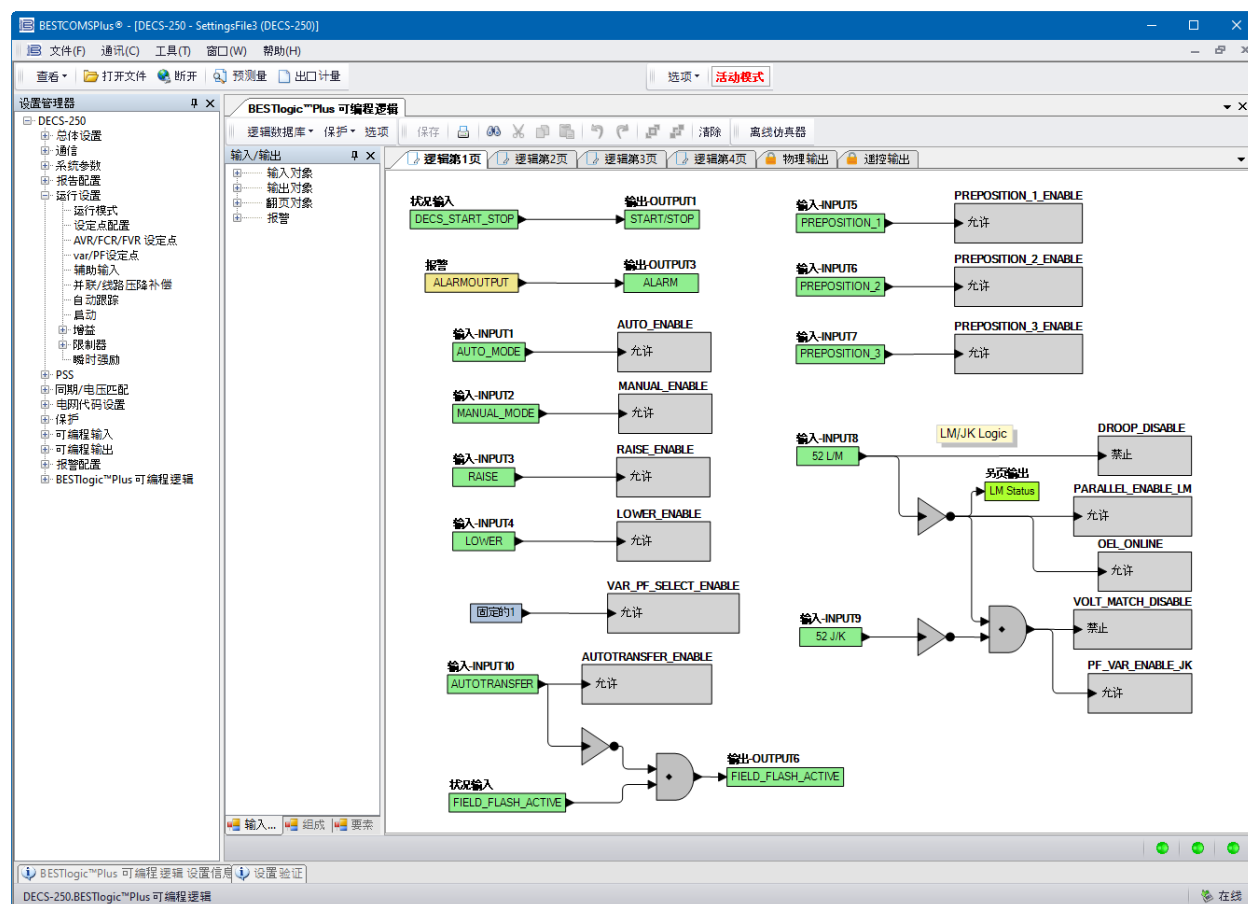 BESTCOMSPlus® - [DECS-250 - SettingsFile3 (DECS-250)]
文件(F) 通讯(C) 工具(T) 窗口(W) 帮助(H)
查看 打开文件 断开 预测量 出口计量 选项 活动模式
设置管理器
DECS-250
总体设置
通信
系统参数
报告配置
运行设置
运行模式
设定点配置
AVR/FCR/FVR 设定点
var/PF设定点
辅助输入
并联/线路压降补偿
自动跟踪
启动
增益
限制器
瞬时强励
PSS
同期/电压匹配
电网代码设置
保护
可编程输入
可编程输出
报警配置
BESTlogic™Plus 可编程逻辑
BESTlogic™Plus 可编程逻辑
逻辑数据库 保护 选项 保存 清除 离线仿真器
输入/输出
输入对象
输出对象
翻页对象
报警
输入... 组成 要素
逻辑第1页 逻辑第2页 逻辑第3页 逻辑第4页 物理输出 遥控输出
状况输入
DECS_START_STOP
输出-OUTPUT1
START/STOP
报警
ALARMOUTPUT
输出-OUTPUT3
ALARM
输入-INPUT1
AUTO_MODE
AUTO_ENABLE
允许
输入-INPUT2
MANUAL_MODE
MANUAL_ENABLE
允许
输入-INPUT3
RAISE
RAISE_ENABLE
允许
输入-INPUT4
LOWER
LOWER_ENABLE
允许
固定的1
VAR_PF_SELECT_ENABLE
允许
输入-INPUT10
AUTOTRANSFER
AUTOTRANSFER_ENABLE
允许
状况输入
FIELD_FLASH_ACTIVE
输出-OUTPUT6
FIELD_FLASH_ACTIVE
输入-INPUT5
PREPOSITION_1
PREPOSITION_1_ENABLE
允许
输入-INPUT6
PREPOSITION_2
PREPOSITION_2_ENABLE
允许
输入-INPUT7
PREPOSITION_3
PREPOSITION_3_ENABLE
允许
LM/JK Logic
输入-INPUT8
52 L/M
DROOP_DISABLE
禁止
另页输出
LM Status
PARALLEL_ENABLE_LM
允许
OEL_ONLINE
允许
输入-INPUT9
52 J/K
VOLT_MATCH_DISABLE
禁止
PF_VAR_ENABLE_JK
允许
BESTlogic™Plus 可编程逻辑 设置信息 设置验证
DECS-250.BESTlogic™Plus 可编程逻辑 在线